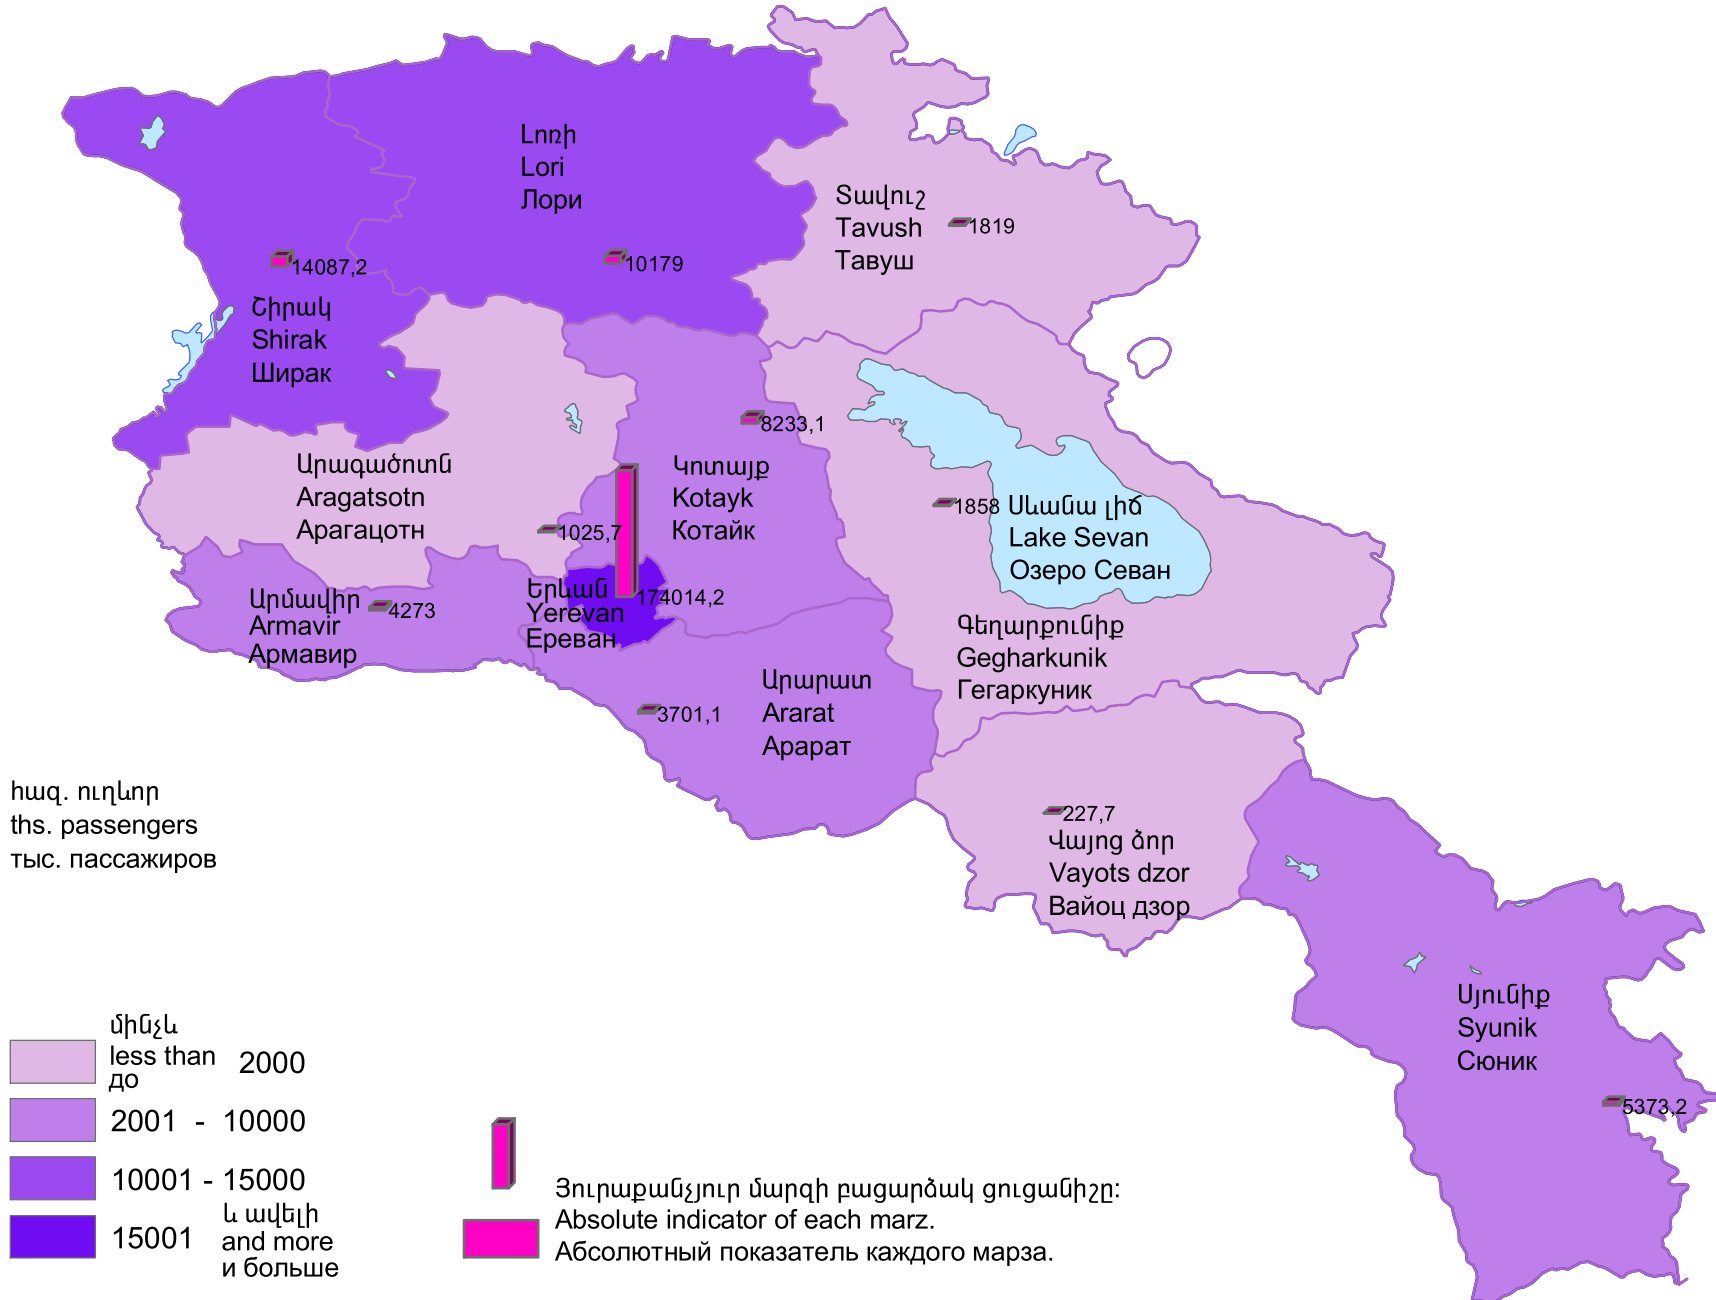 Լոռի
Lori
Лори
10179
Տավուշ
Tavush
Тавуш
1819
14087,2
Շիրակ
Shirak
Ширак
8233,1
Արագածոտն
Aragatsotn
Арагацотн
1025,7
Կոտայք
Kotayk
Котайк
1858
Սևանա լիճ
Lake Sevan
Озеро Севан
Արմավիր
Armavir
Армавир
4273
Երևան
Yerevan
Ереван
174014,2
Գեղարքունիք
Gegharkunik
Гегаркуник
Արարատ
Ararat
Арарат
3701,1
հազ. ուղևոր
ths. passengers
тыс. пассажиров
227,7
Վայոց ձոր
Vayots dzor
Вайоц дзор
Սյունիք
Syunik
Сюник
5373,2
մինչև
less than 2000
до
2001 - 10000
10001 - 15000
15001
և ավելի
and more
и больше
Յուրաքանչյուր մարզի բացարձակ ցուցանիշը:
Absolute indicator of each marz.
Абсолютный показатель каждого марза.